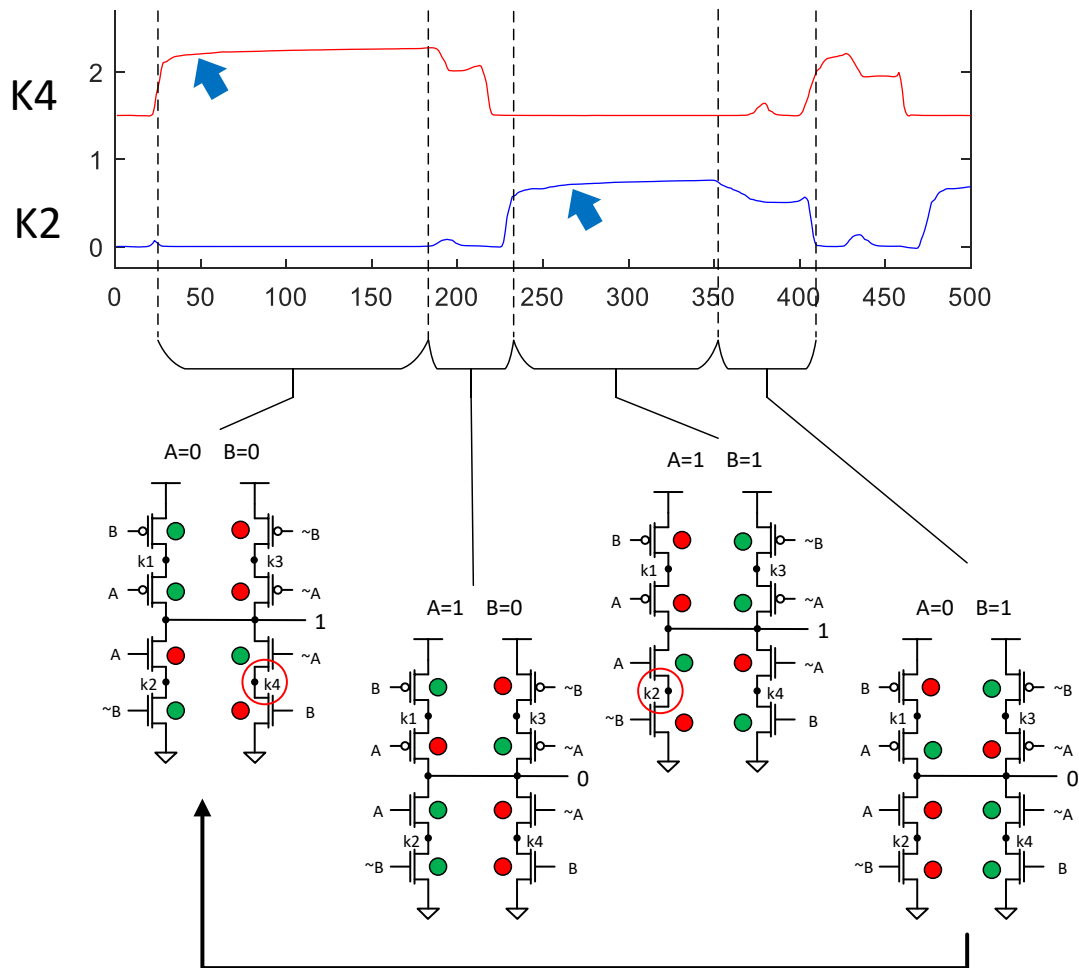 K4
K2
2
1
0
0 50 100 150 200 250 300 350 400 450 500
A=0 B=0
B ~B
k1 k3
A ~A
1
A ~A
k2 k4
~B B
A=1 B=0
B ~B
k1 k3
A ~A
0
A ~A
k2 k4
~B B
A=1 B=1
B ~B
k1 k3
A ~A
1
A ~A
k2 k4
~B B
A=0 B=1
B ~B
k1 k3
A ~A
0
A ~A
k2 k4
~B B